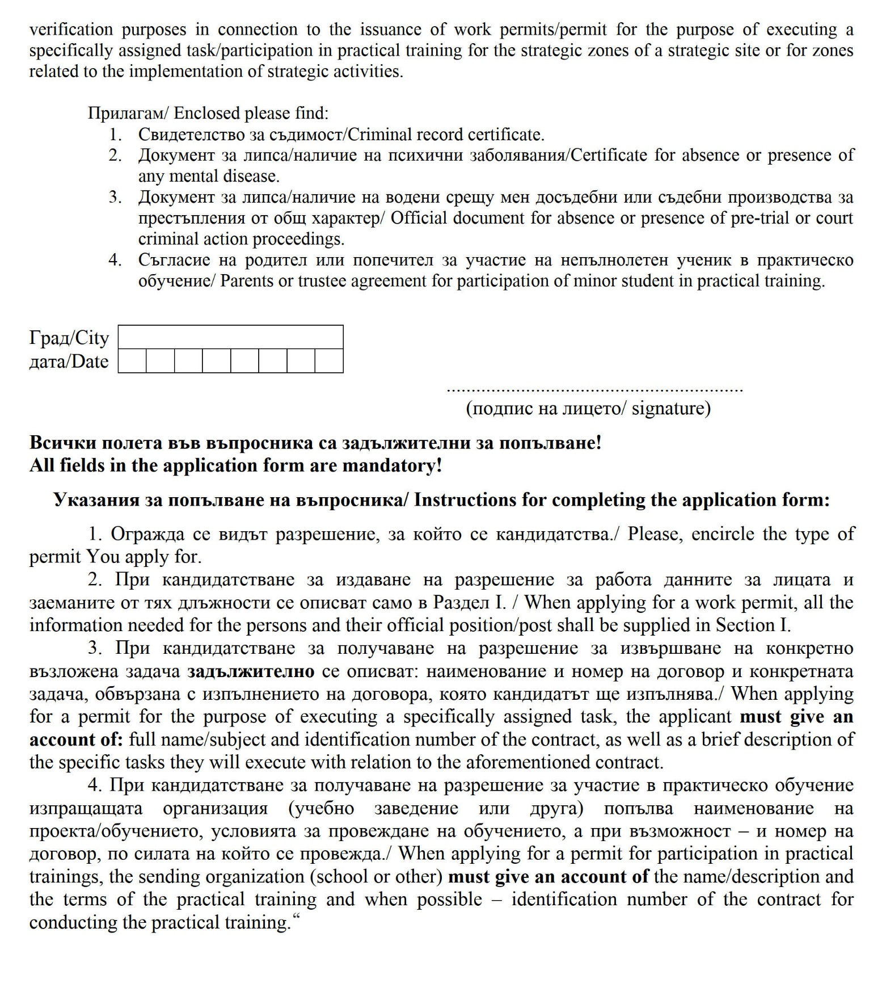 verification purposes in connection to the issuance of work permits/permit for the purpose of executing a
specifically assigned task/participation in practical training for the strategic zones of a strategic site or for zones
related to the implementation of strategic activities.
Прилагам/ Enclosed please find:
1. Свидетелство за съдимост/Criminal record certificate.
2. Документ за липса/наличие на психични заболявания/Certificate for absence or presence of
any mental disease.
3. Документ за липса/наличие на водени срещу мен досъдебни или съдебни производства за
престъпления от общ характер/ Official document for absence or presence of pre-trial or court
criminal action proceedings.
4. Съгласие на родител или попечител за участие на непълнолетен ученик в практическо
обучение/ Parents or trustee agreement for participation of minor student in practical training.
Град/City
дата/Date
............................................................
(подпис на лицето/ signature)
Всички полета във въпросника са задължителни за попълване!
All fields in the application form are mandatory!
Указания за попълване на въпросника/ Instructions for completing the application form:
1. Огражда се видът разрешение, за който се кандидатства./ Please, encircle the type of
permit You apply for.
2. При кандидатстване за издаване на разрешение за работа данните за лицата и
заеманите от тях длъжности се описват само в Раздел I. / When applying for a work permit, all the
information needed for the persons and their official position/post shall be supplied in Section I.
3. При кандидатстване за получаване на разрешение за извършване на конкретно
възложена задача задължително се описват: наименование и номер на договор и конкретната
задача, обвързана с изпълнението на договора, която кандидатът ще изпълнява./ When applying
for a permit for the purpose of executing a specifically assigned task, the applicant must give an
account of: full name/subject and identification number of the contract, as well as a brief description of
the specific tasks they will execute with relation to the aforementioned contract.
4. При кандидатстване за получаване на разрешение за участие в практическо обучение
изпращащата организация (учебно заведение или друга) попълва наименование на
проекта/обучението, условията за провеждане на обучението, а при възможност – и номер на
договор, по силата на който се провежда./ When applying for a permit for participation in practical
trainings, the sending organization (school or other) must give an account of the name/description and
the terms of the practical training and when possible – identification number of the contract for
conducting the practical training.“